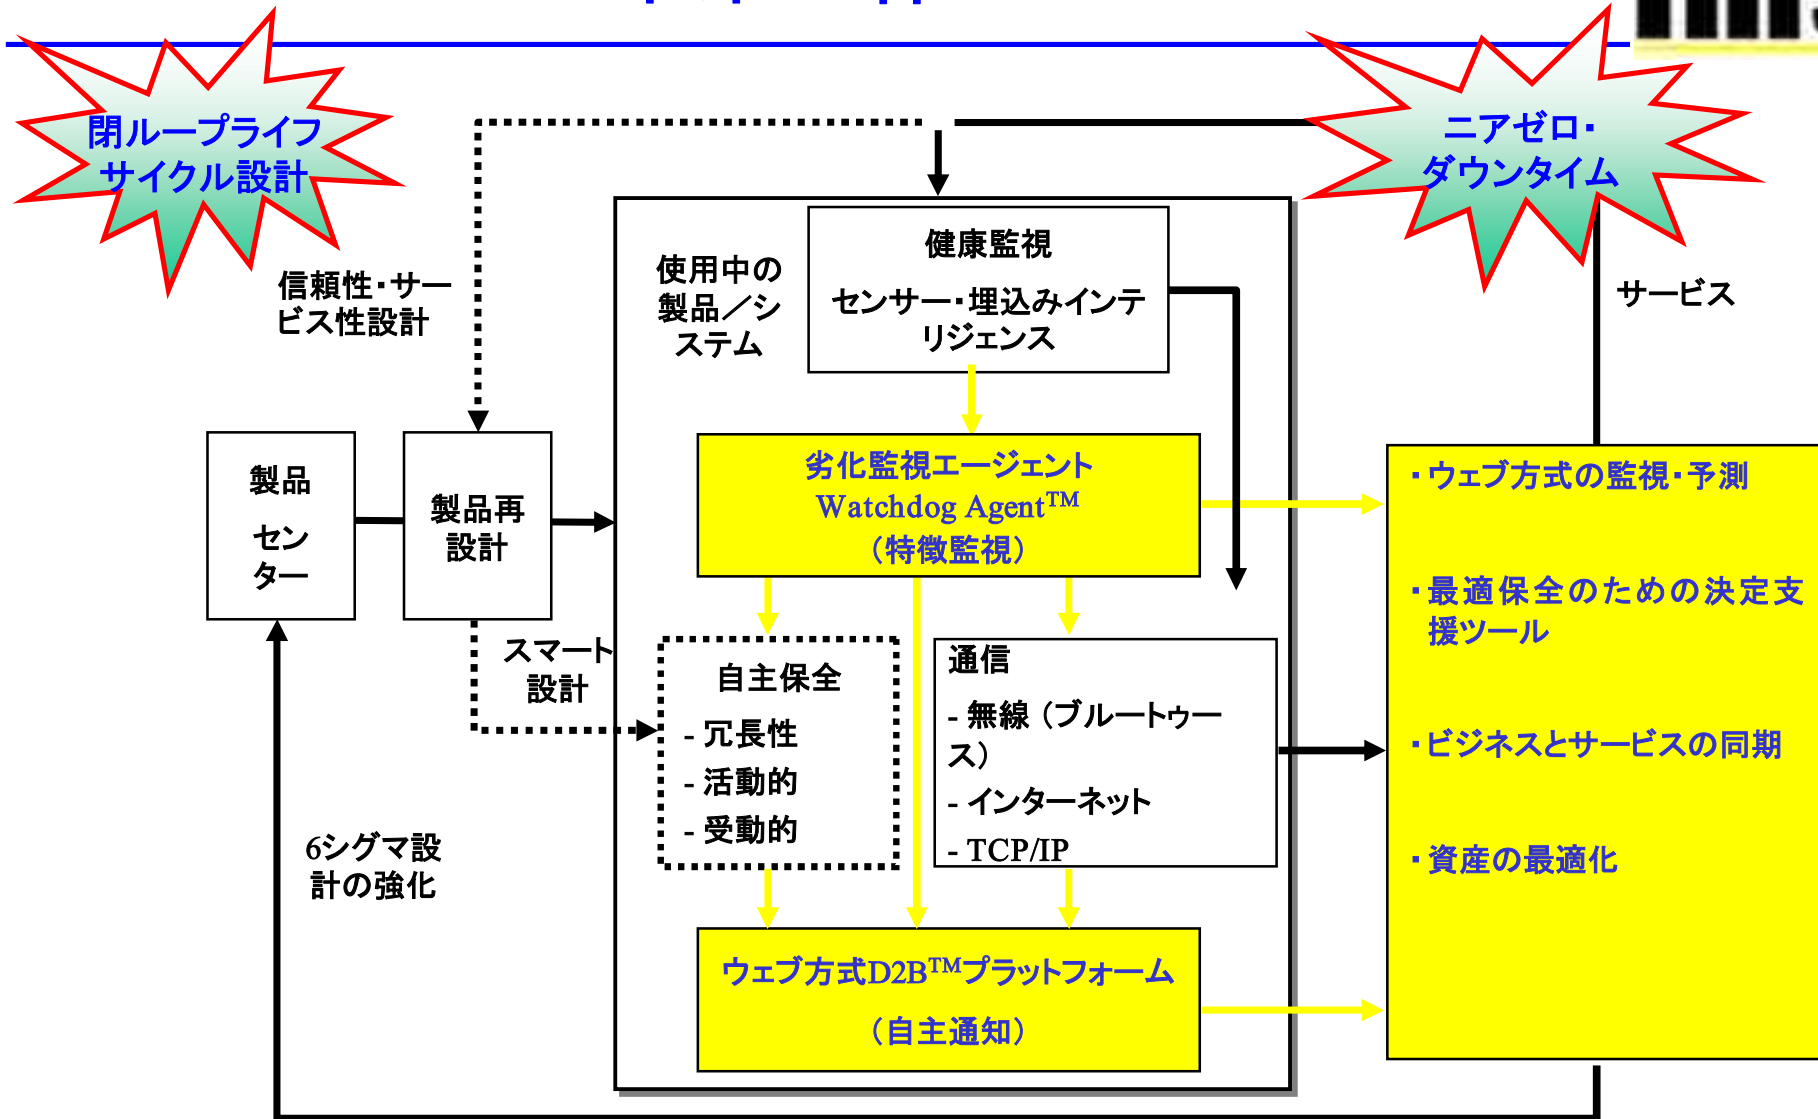 閉ループライフ
サイクル設計
ニアゼロ・
ダウンタイム
信頼性・サー
ビス性設計
使用中の
製品／シ
ステム
健康監視
センサー・埋込みインテ
リジェンス
サービス
製品
セン
ター
製品再
設計
劣化監視エージェント
Watchdog Agent™
（特徴監視）
・ウェブ方式の監視・予測
・最適保全のための決定支
援ツール
・ビジネスとサービスの同期
・資産の最適化
スマート
設計
自主保全
- 冗長性
- 活動的
- 受動的
通信
- 無線（ブルートゥー
ス）
- インターネット
- TCP/IP
6シグマ設
計の強化
ウェブ方式D2B™プラットフォーム
（自主通知）